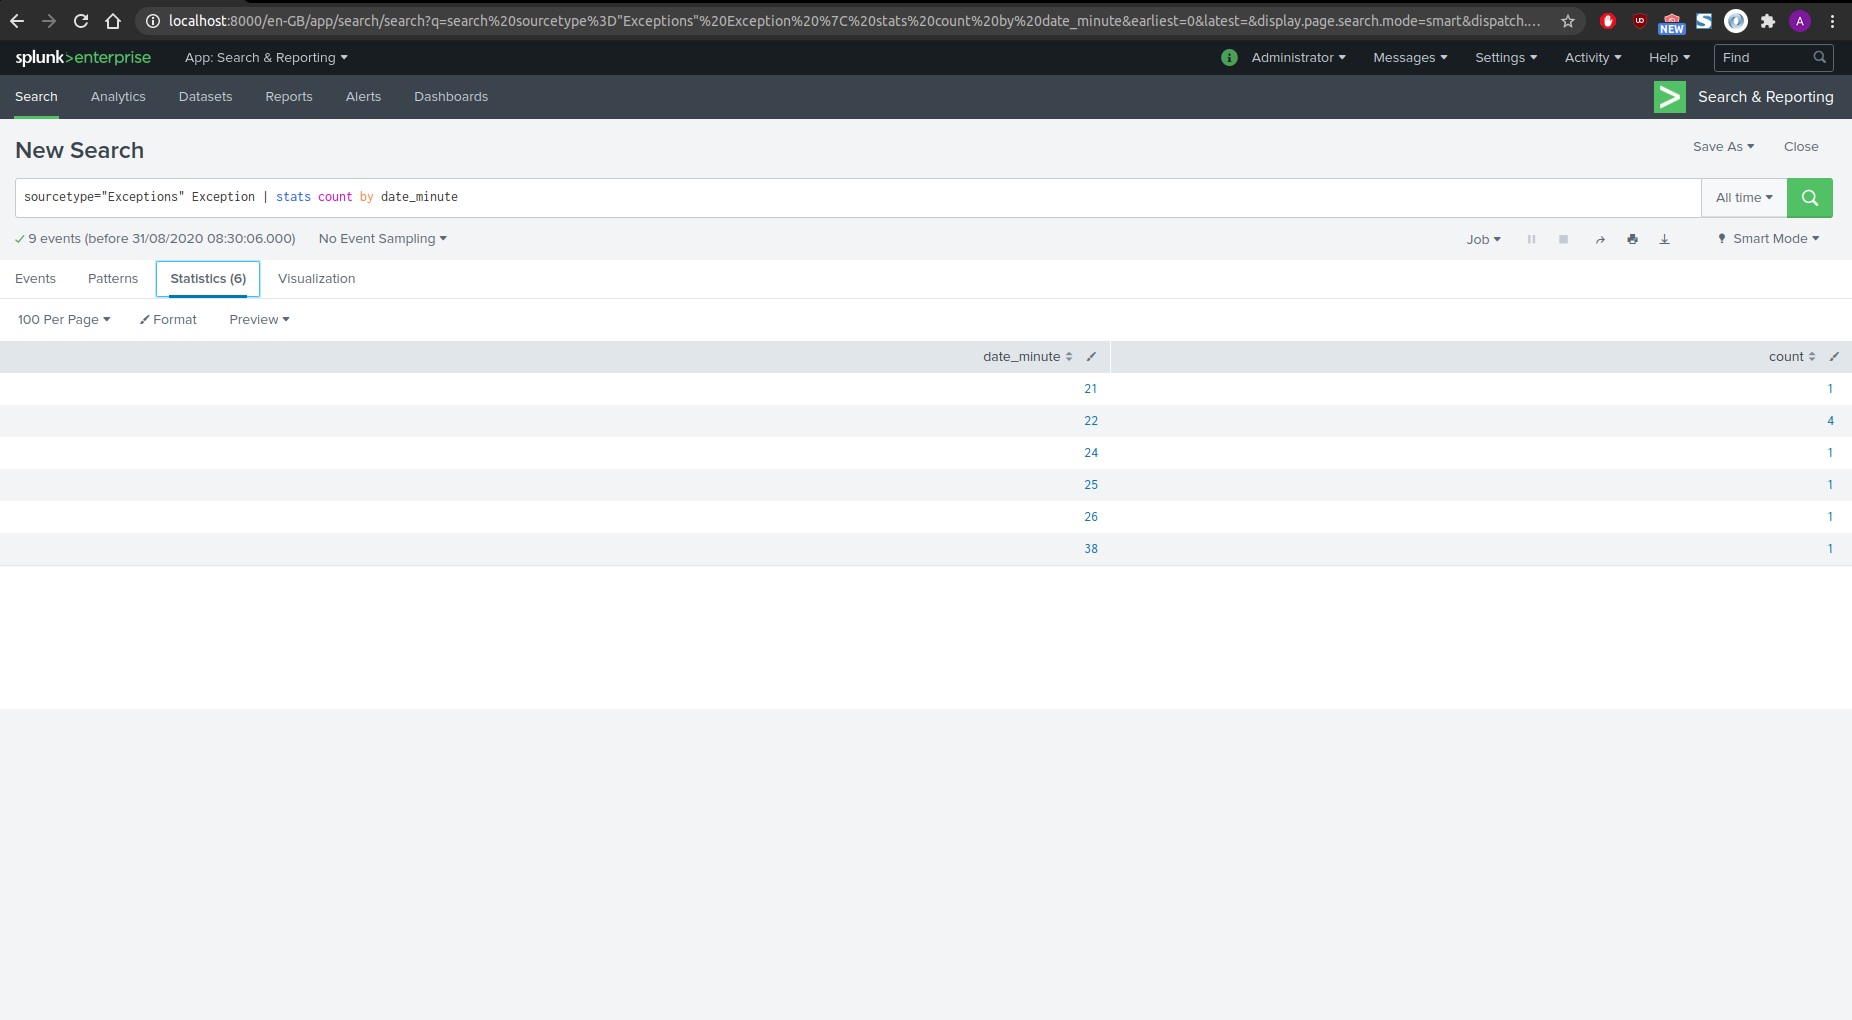 localhost:8000/en-GB/app/search/search?q=search%20sourcetype%3D"Exceptions"%20Exception%20%7C%20stats%20count%20by%20date_minute&earliest=0&latest=&display.page.search.mode=smart&dispatch.... UD NEW S A
splunk>enterprise App: Search & Reporting i Administrator Messages Settings Activity Help Find
Search Analytics Datasets Reports Alerts Dashboards > Search & Reporting
New Search Save As Close
sourcetype="Exceptions" Exception | stats count by date_minute All time
✓ 9 events (before 31/08/2020 08:30:06.000) No Event Sampling Job Smart Mode
Events Patterns Statistics (6) Visualization
100 Per Page Format Preview
date_minute count
21 1
22 4
24 1
25 1
26 1
38 1